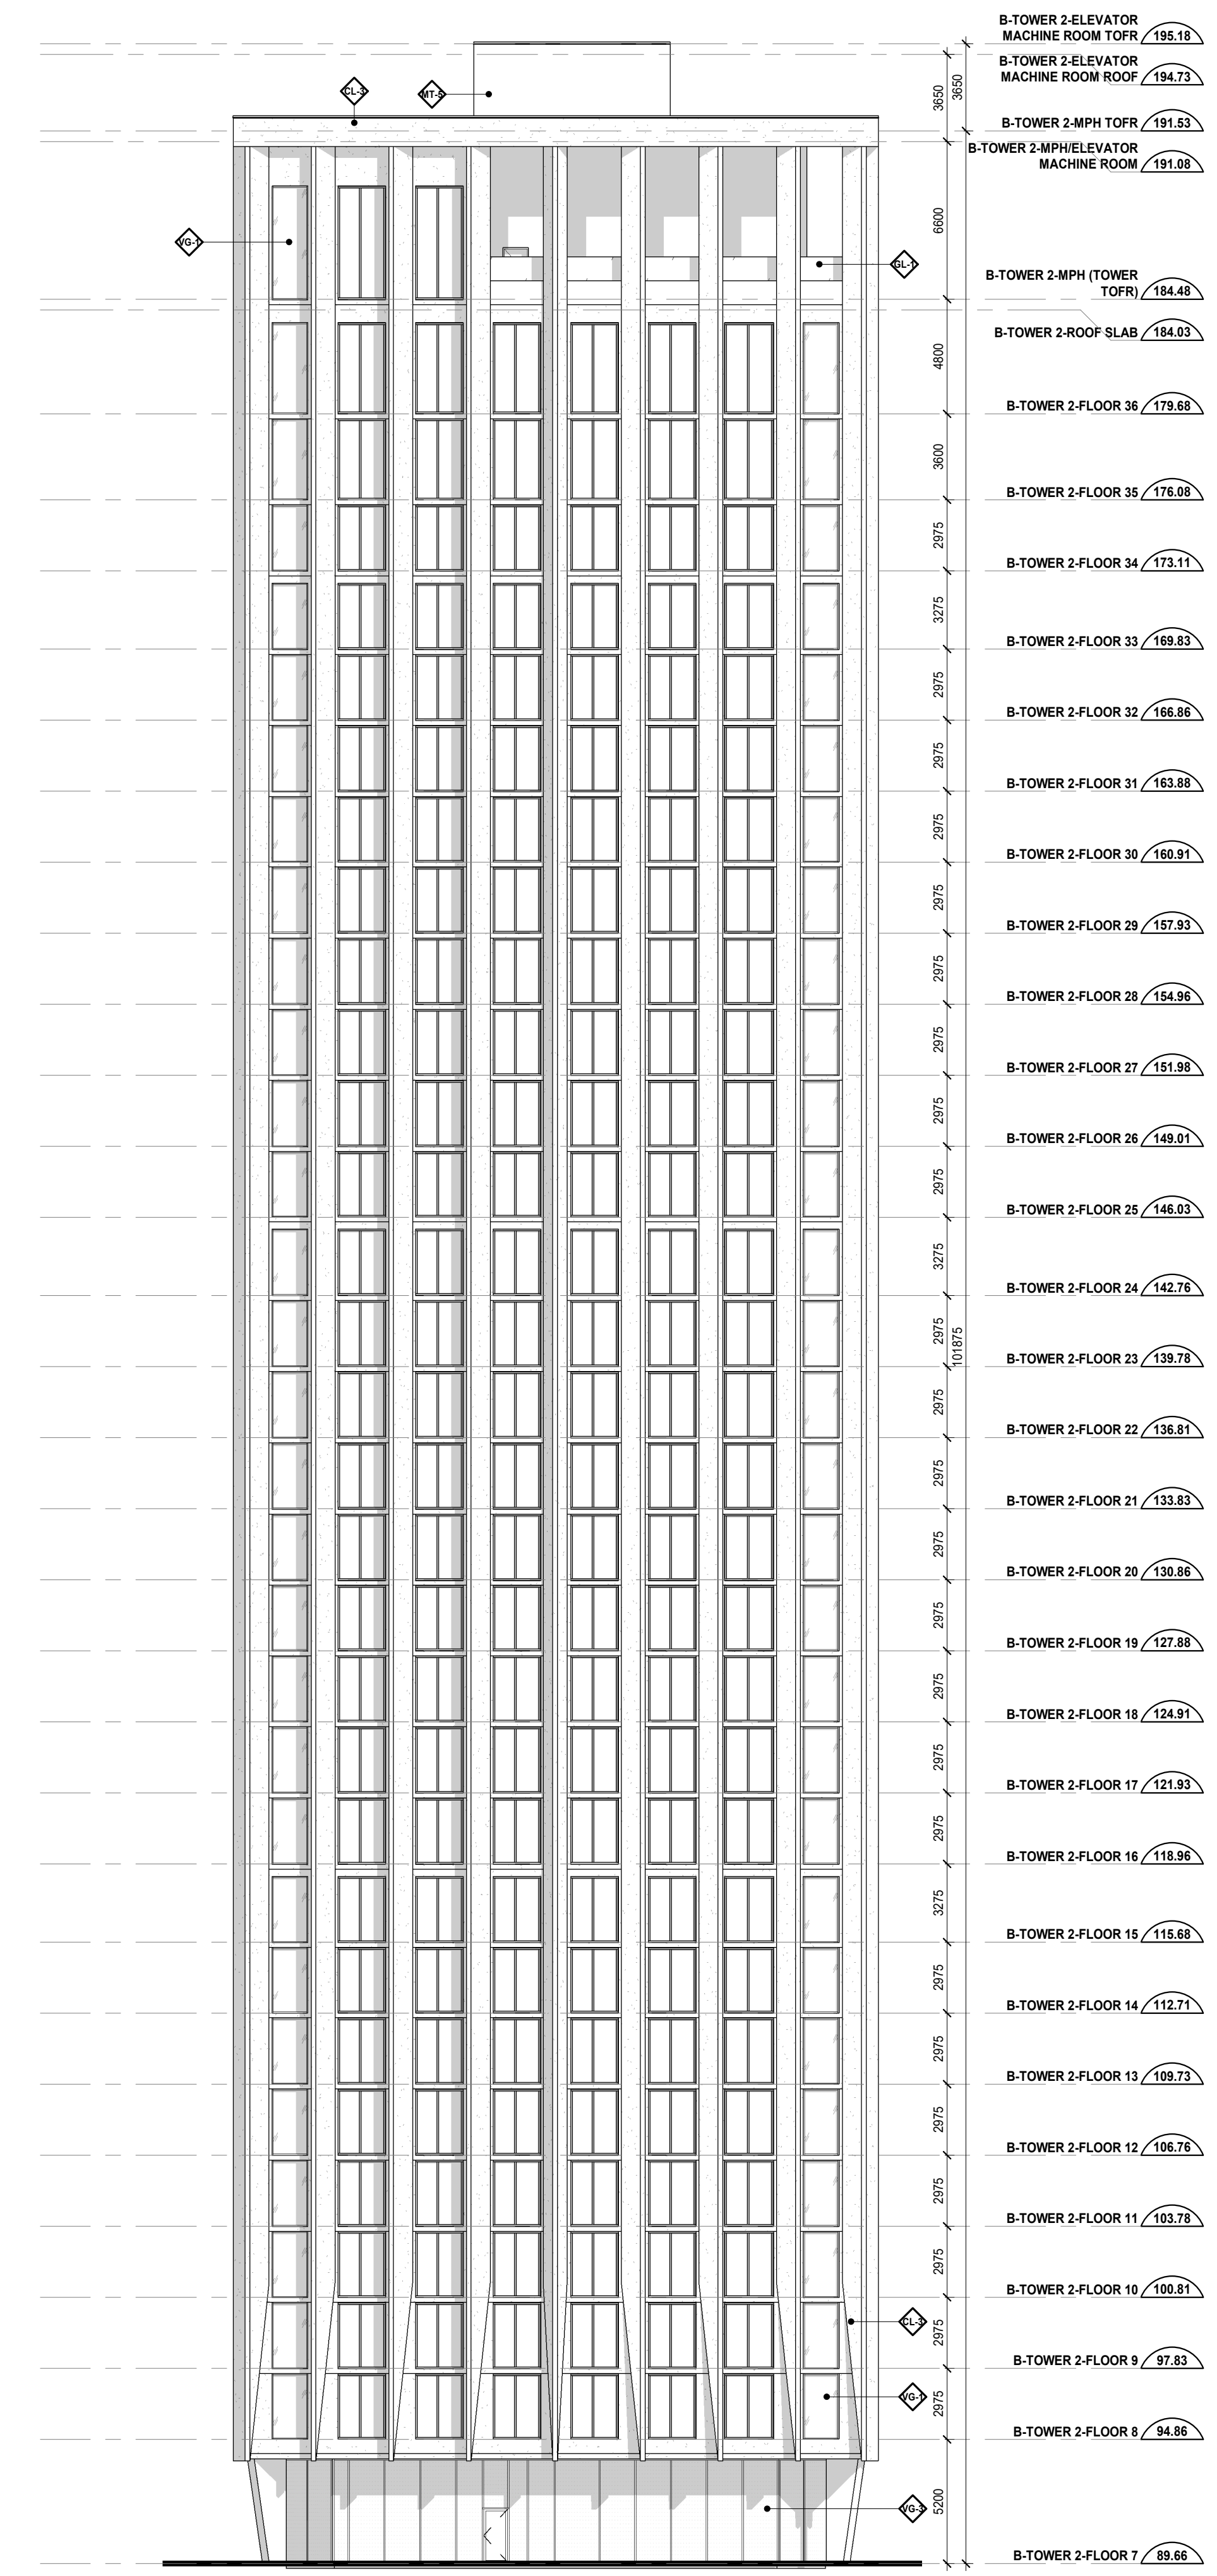 B-TOWER 2-ELEVATOR
MACHINE ROOM TOFR 195.18
B-TOWER 2-ELEVATOR
MACHINE ROOM ROOF 194.73
3650
3650
CL-3
MT-5
B-TOWER 2-MPH TOFR 191.53
B-TOWER 2-MPH/ELEVATOR
MACHINE ROOM 191.08
6600
VG-1
GL-1
B-TOWER 2-MPH (TOWER
TOFR) 184.48
B-TOWER 2-ROOF SLAB 184.03
4800
B-TOWER 2-FLOOR 36 179.68
3600
B-TOWER 2-FLOOR 35 176.08
2975
B-TOWER 2-FLOOR 34 173.11
3275
B-TOWER 2-FLOOR 33 169.83
2975
B-TOWER 2-FLOOR 32 166.86
2975
B-TOWER 2-FLOOR 31 163.88
2975
B-TOWER 2-FLOOR 30 160.91
2975
B-TOWER 2-FLOOR 29 157.93
2975
B-TOWER 2-FLOOR 28 154.96
2975
B-TOWER 2-FLOOR 27 151.98
2975
B-TOWER 2-FLOOR 26 149.01
2975
B-TOWER 2-FLOOR 25 146.03
3275
B-TOWER 2-FLOOR 24 142.76
2975
101875
B-TOWER 2-FLOOR 23 139.78
2975
B-TOWER 2-FLOOR 22 136.81
2975
B-TOWER 2-FLOOR 21 133.83
2975
B-TOWER 2-FLOOR 20 130.86
2975
B-TOWER 2-FLOOR 19 127.88
2975
B-TOWER 2-FLOOR 18 124.91
2975
B-TOWER 2-FLOOR 17 121.93
2975
B-TOWER 2-FLOOR 16 118.96
3275
B-TOWER 2-FLOOR 15 115.68
2975
B-TOWER 2-FLOOR 14 112.71
2975
B-TOWER 2-FLOOR 13 109.73
2975
B-TOWER 2-FLOOR 12 106.76
2975
B-TOWER 2-FLOOR 11 103.78
2975
B-TOWER 2-FLOOR 10 100.81
CL-3
2975
B-TOWER 2-FLOOR 9 97.83
VG-1
2975
B-TOWER 2-FLOOR 8 94.86
VG-3
5200
B-TOWER 2-FLOOR 7 89.66